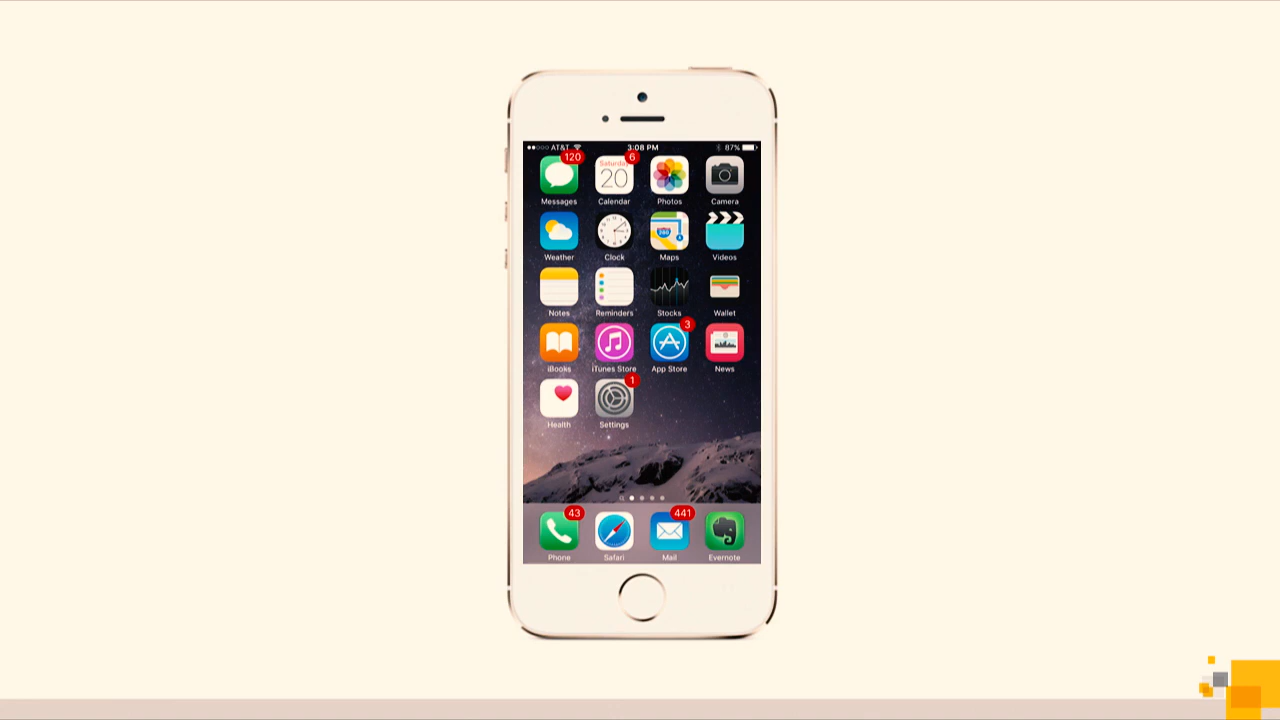 AT&T 3:08 PM 87%
120 6
Saturday
20
Messages Calendar Photos Camera
280
Weather Clock Maps Videos
Notes Reminders Stocks Wallet
3
iBooks iTunes Store App Store News
1
Health Settings
43 441
Phone Safari Mail Evernote